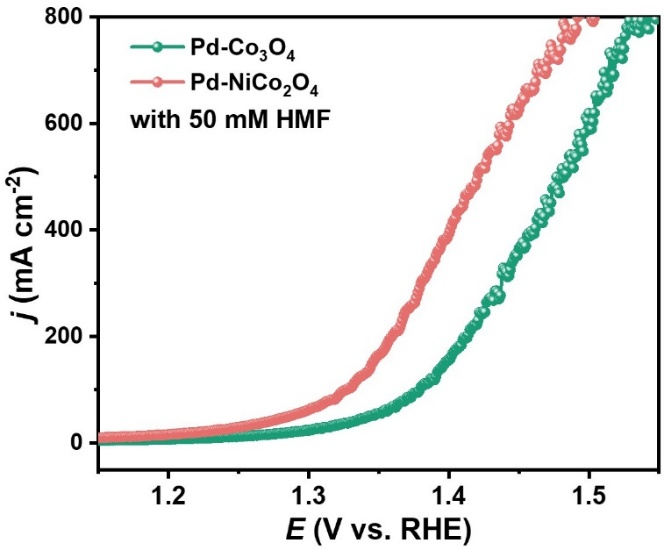 800
600
400
200
0
j (mA cm⁻²)
Pd-Co₃O₄
Pd-NiCo₂O₄
with 50 mM HMF
1.2 1.3 1.4 1.5
E (V vs. RHE)